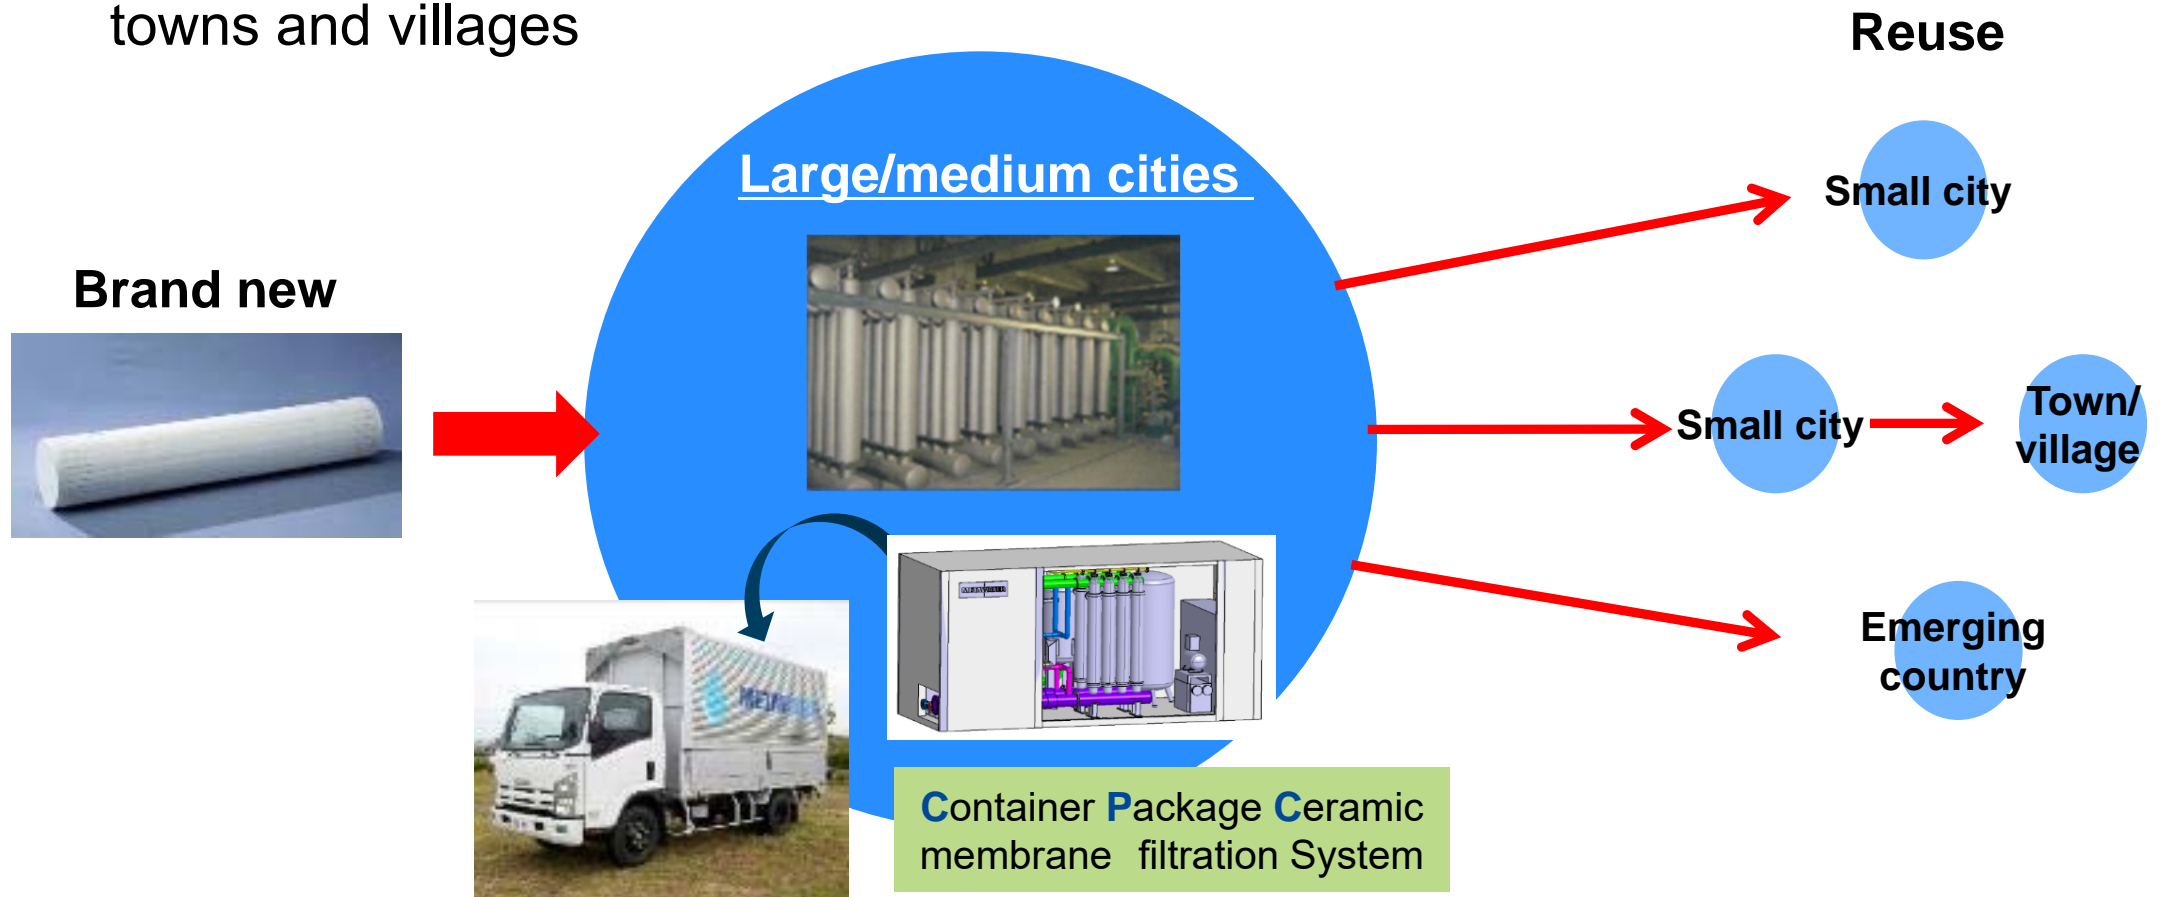 towns and villages
Reuse
Large/medium cities
Small city
Brand new
Small city
Town/
village
Emerging
country
METAWATER
Container Package Ceramic
membrane filtration System